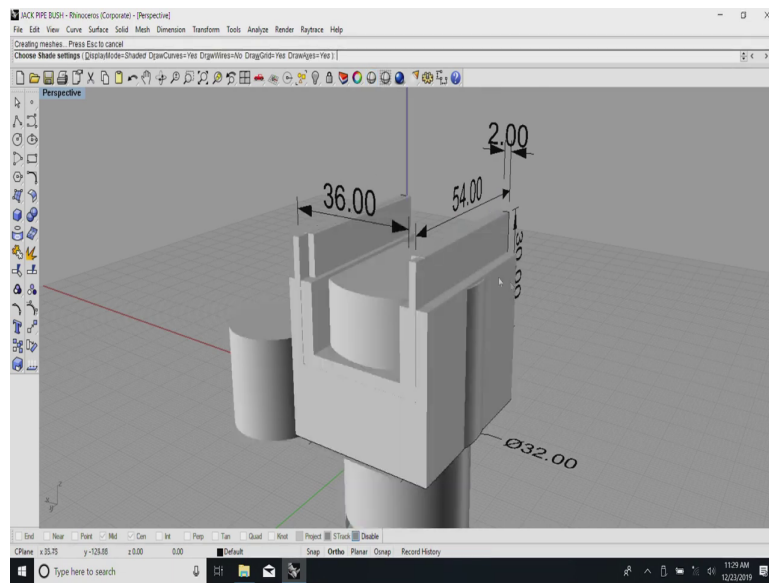 JACK PIPE BUSH - Rhinoceros (Corporate) - [Perspective]
File Edit View Curve Surface Solid Mesh Dimension Transform Tools Analyze Render Raytrace Help
Creating meshes... Press Esc to cancel
Choose Shade settings ( DisplayMode=Shaded DrawCurves=Yes DrawWires=No DrawGrid=Yes DrawAxes=Yes ):
Perspective
2.00
36.00
54.00
30.00
Ø32.00
z
x
y
End Near Point Mid Cen Int Perp Tan Quad Knot Project STrack Disable
CPlane x 35.75 y -129.88 z 0.00 0.00 Default Snap Ortho Planar Osnap Record History
Type here to search
11:29 AM
12/23/2019